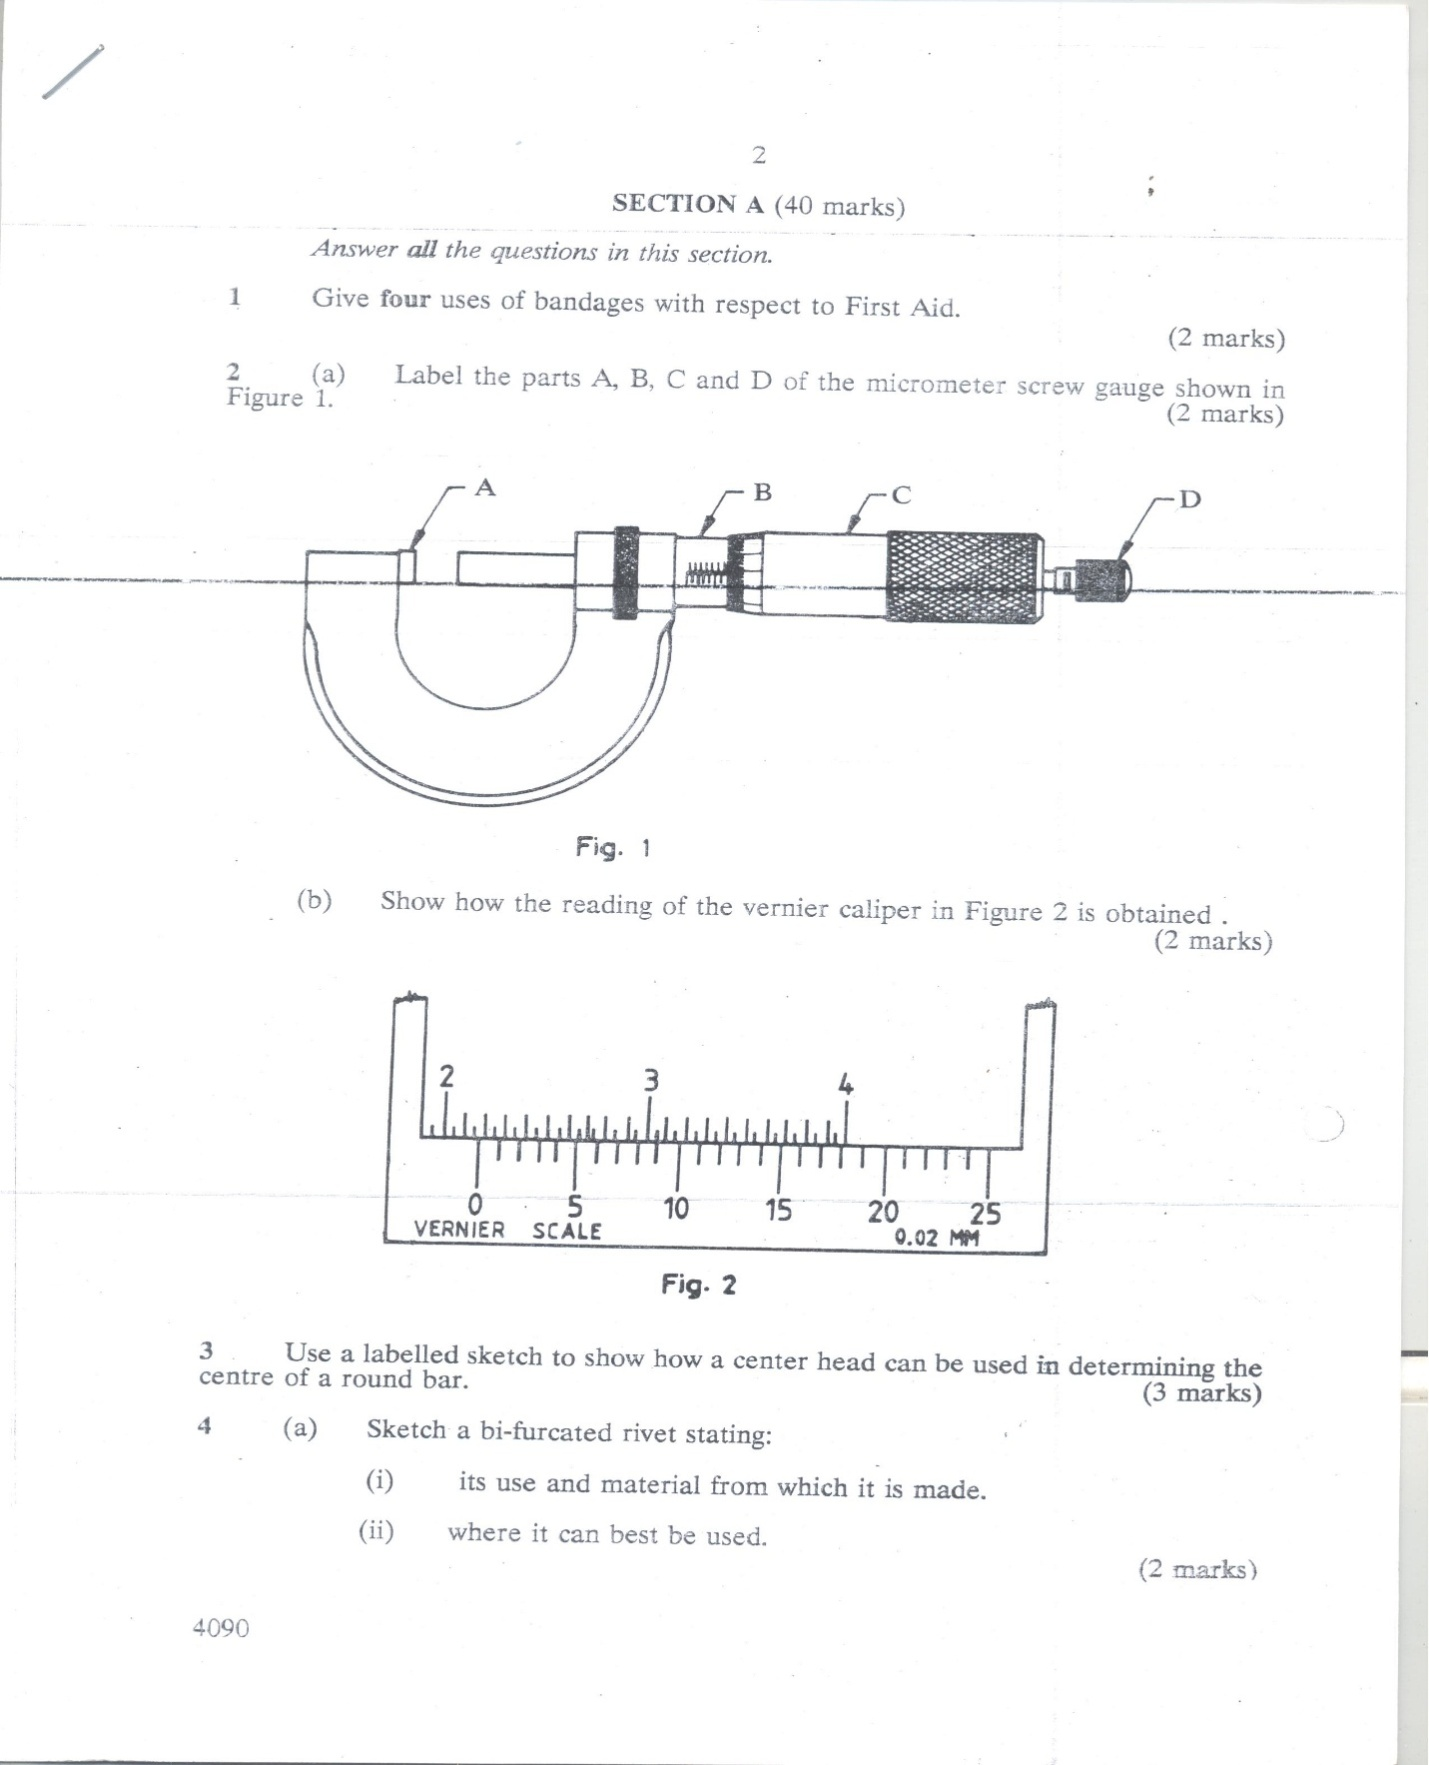 2
SECTION A (40 marks)
Answer all the questions in this section.
1 Give four uses of bandages with respect to First Aid.
(2 marks)
2 (a) Label the parts A, B, C and D of the micrometer screw gauge shown in
Figure 1.
(2 marks)
A B C D
Fig. 1
(b) Show how the reading of the vernier caliper in Figure 2 is obtained .
(2 marks)
2 3 4
0 5 10 15 20 25
VERNIER SCALE 0.02 MM
Fig. 2
3 Use a labelled sketch to show how a center head can be used in determining the
centre of a round bar.
(3 marks)
4 (a) Sketch a bi-furcated rivet stating:
(i) its use and material from which it is made.
(ii) where it can best be used.
(2 marks)
4090